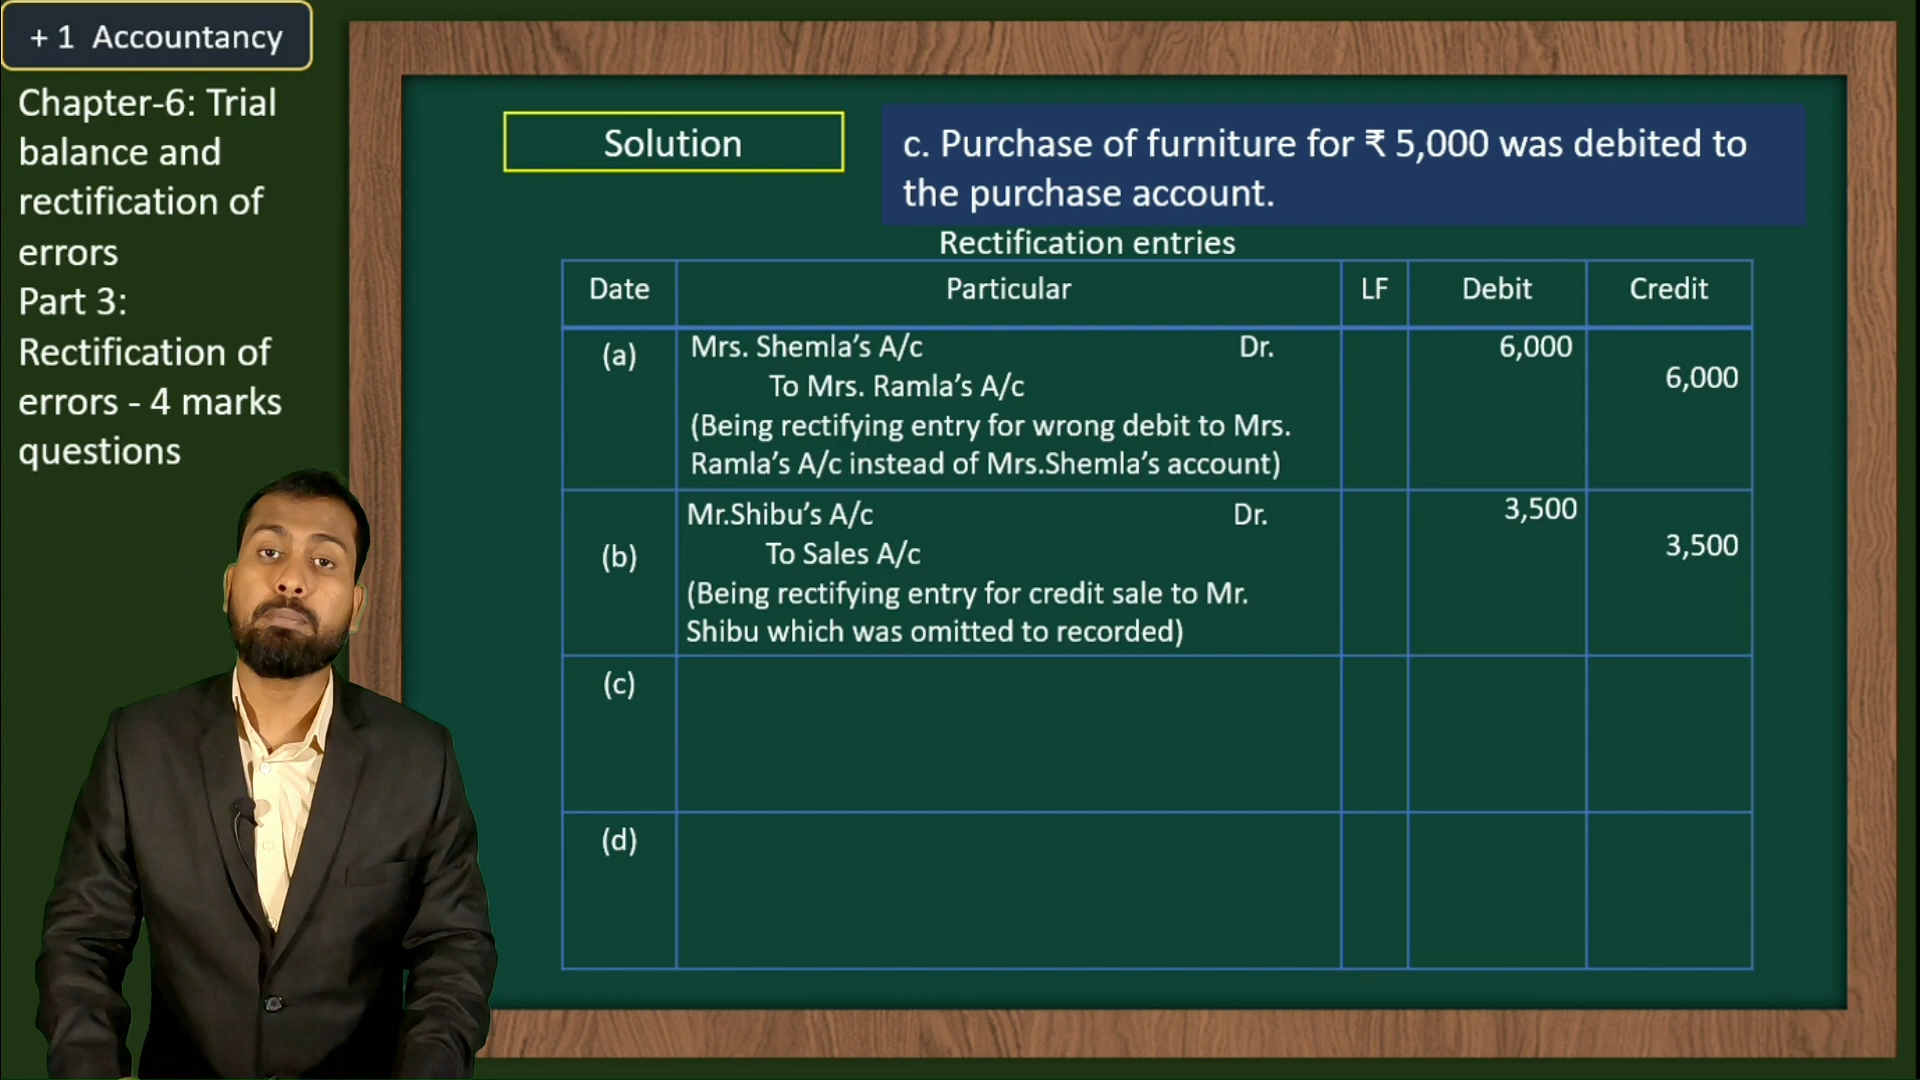 + 1 Accountancy
Chapter-6: Trial
balance and
rectification of
errors
Part 3:
Rectification of
errors - 4 marks
questions
Solution
c. Purchase of furniture for ₹ 5,000 was debited to
the purchase account.
Rectification entries
Date Particular LF Debit Credit
(a) Mrs. Shemla’s A/c Dr. 6,000
To Mrs. Ramla’s A/c 6,000
(Being rectifying entry for wrong debit to Mrs.
Ramla’s A/c instead of Mrs.Shemla’s account)
Mr.Shibu’s A/c Dr. 3,500
(b) To Sales A/c 3,500
(Being rectifying entry for credit sale to Mr.
Shibu which was omitted to recorded)
(c)
(d)